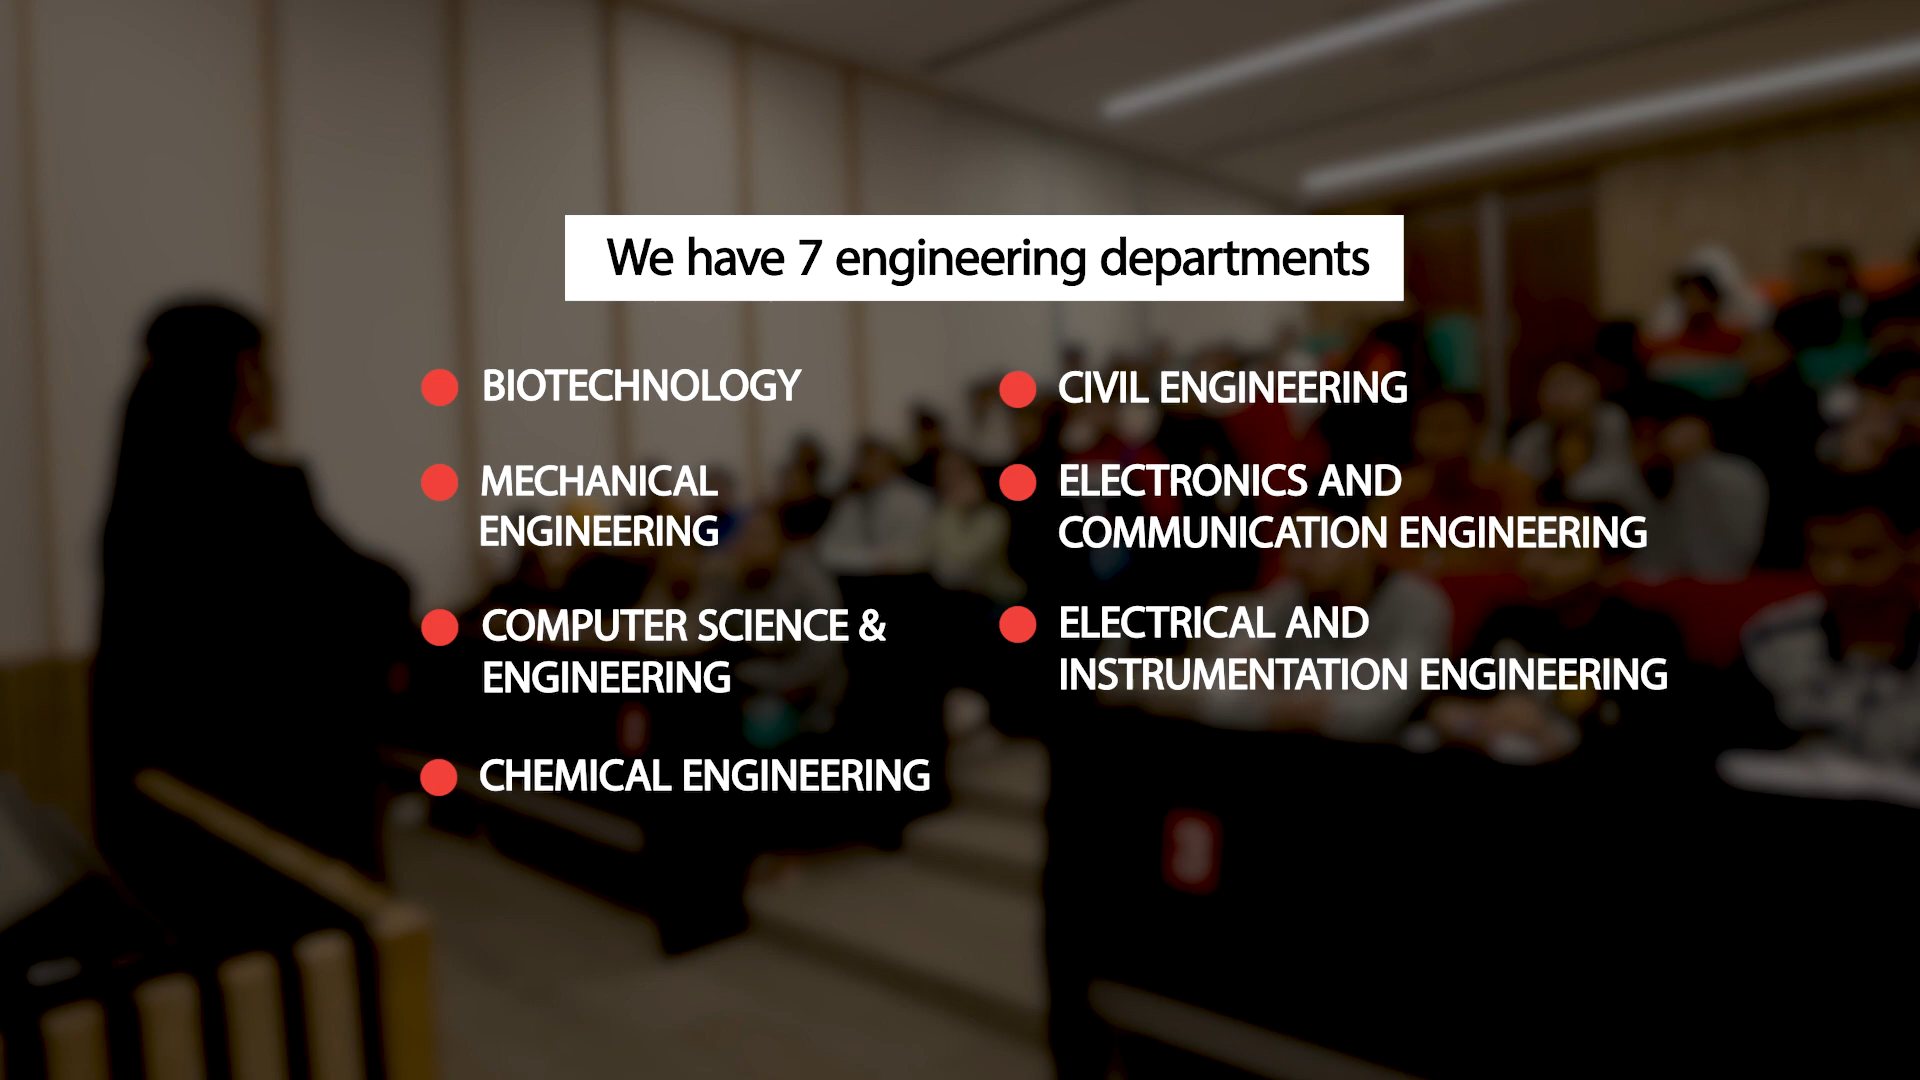 We have 7 engineering departments
BIOTECHNOLOGY
MECHANICAL
ENGINEERING
COMPUTER SCIENCE &
ENGINEERING
CHEMICAL ENGINEERING
CIVIL ENGINEERING
ELECTRONICS AND
COMMUNICATION ENGINEERING
ELECTRICAL AND
INSTRUMENTATION ENGINEERING